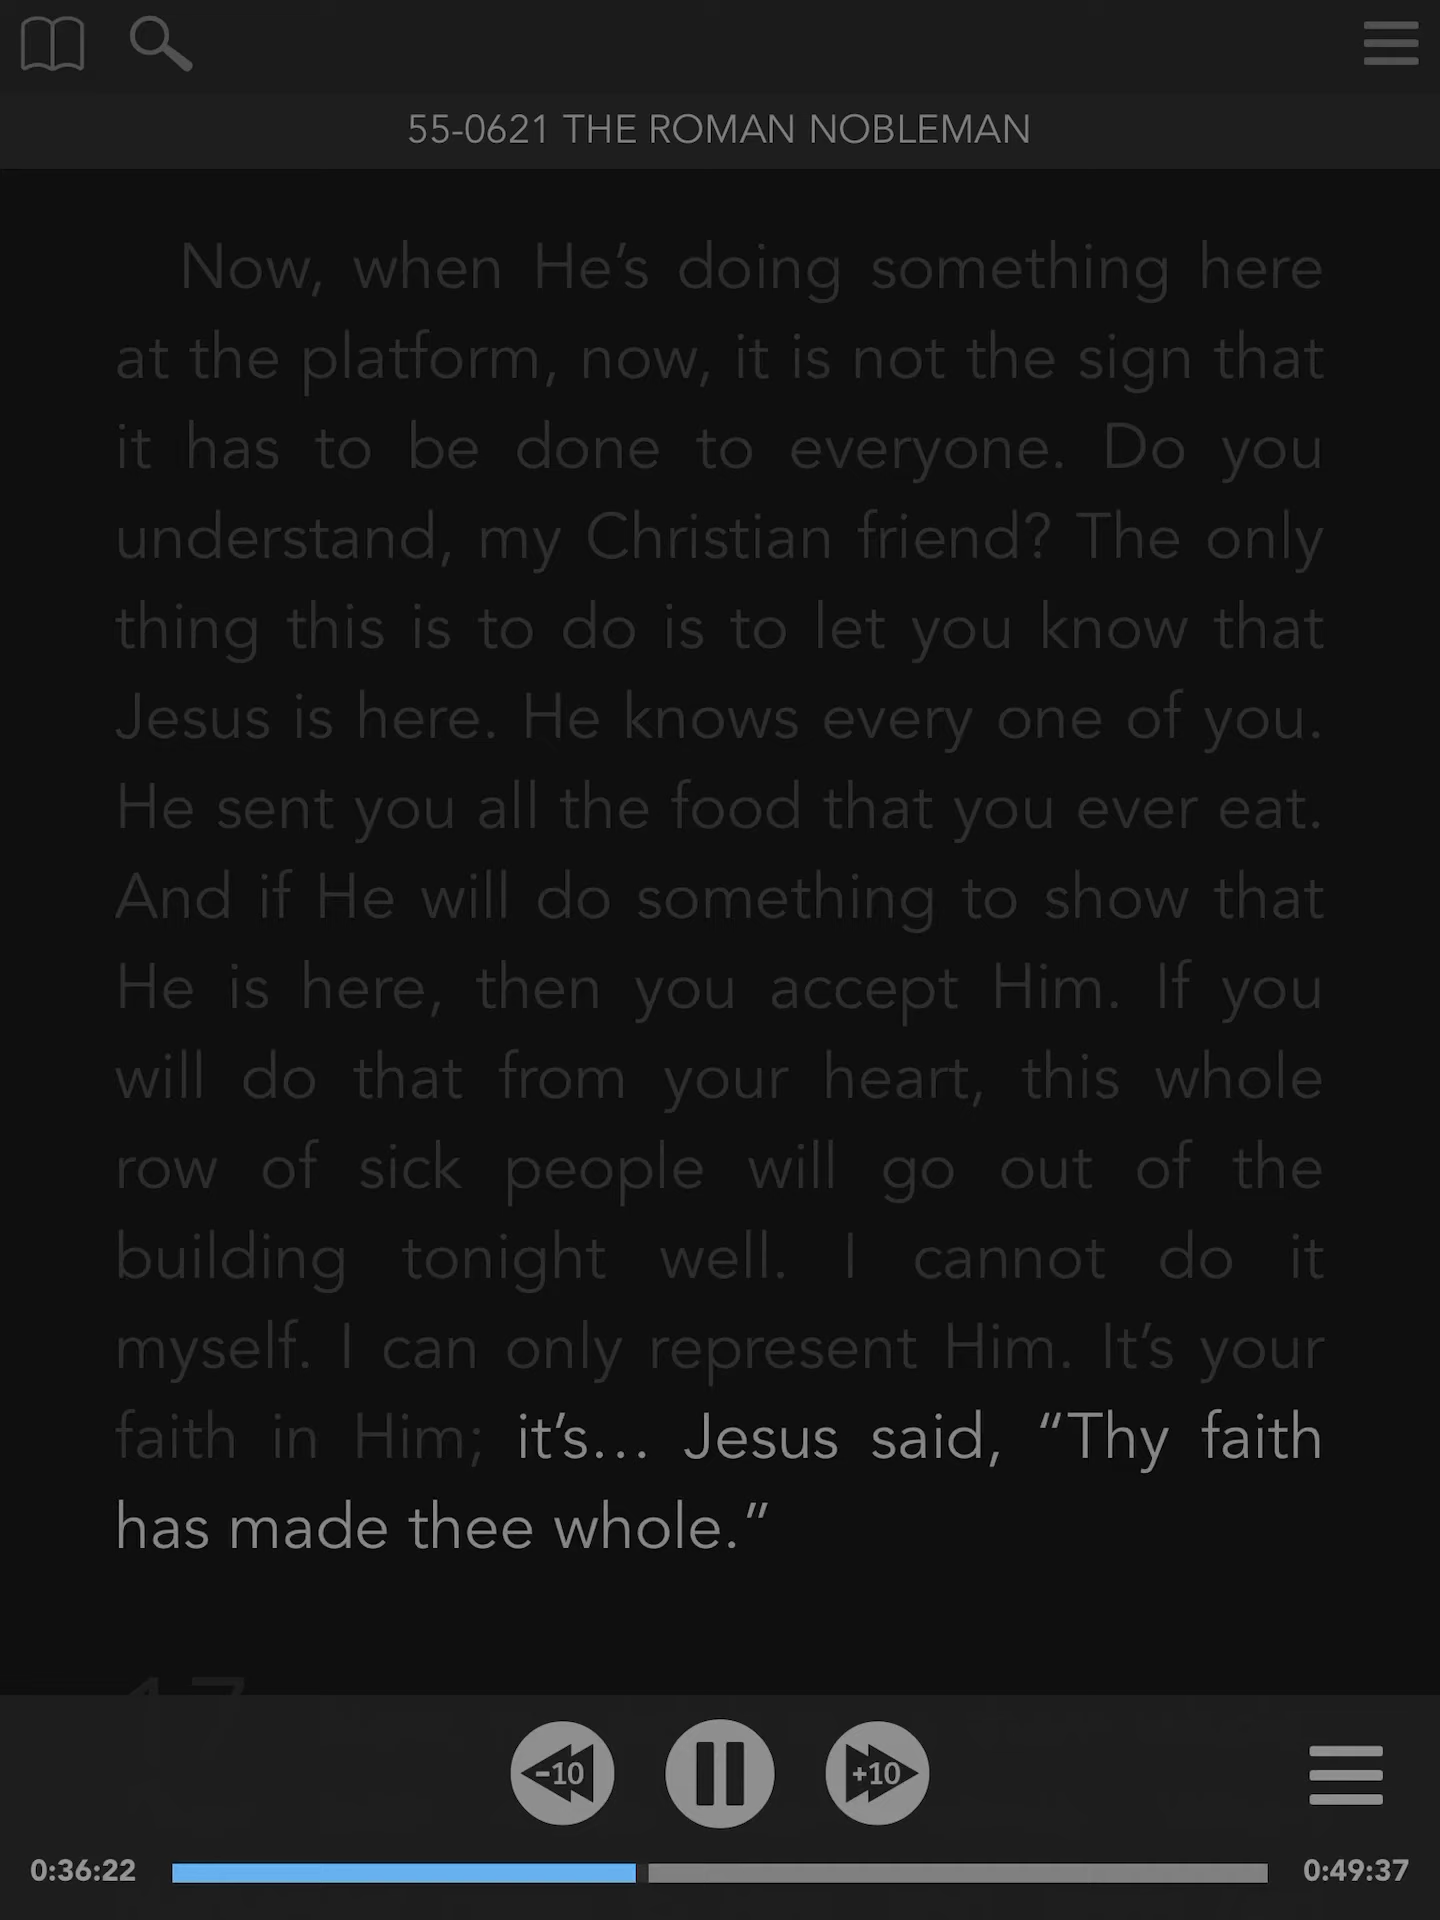 55-0621 THE ROMAN NOBLEMAN
Now, when He’s doing something here
at the platform, now, it is not the sign that
it has to be done to everyone. Do you
understand, my Christian friend? The only
thing this is to do is to let you know that
Jesus is here. He knows every one of you.
He sent you all the food that you ever eat.
And if He will do something to show that
He is here, then you accept Him. If you
will do that from your heart, this whole
row of sick people will go out of the
building tonight well. I cannot do it
myself. I can only represent Him. It’s your
faith in Him; it’s… Jesus said, “Thy faith
has made thee whole.”
17
-10 +10
0:36:22 0:49:37